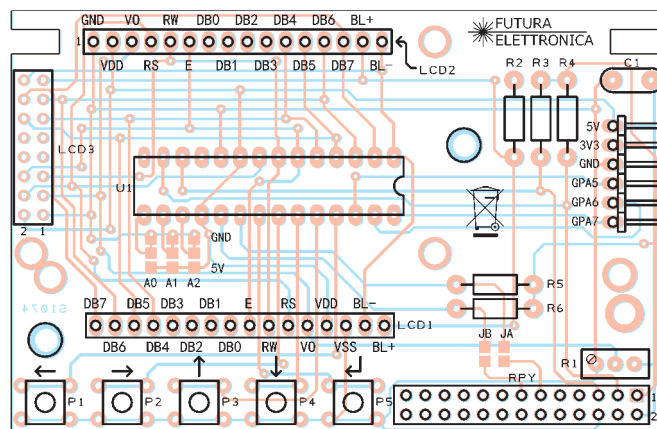 GND VO RW DB0 DB2 DB4 DB6 BL+
FUTURA
ELETTRONICA
1
VDD RS E DB1 DB3 DB5 DB7 BL-
LCD2
R2 R3 R4 C1
5V
3V3
GND
GPA5
GPA6
GPA7
LCD3
U1
2 1
GND
5V
A0 A1 A2
S1074
R5
R6
DB7 DB5 DB3 DB1 E RS VDD BL-
LCD1
DB6 DB4 DB2 DB0 RW VO VSS BL+
JB JA
R1
RPY
P1 P2 P3 P4 P5
1
2